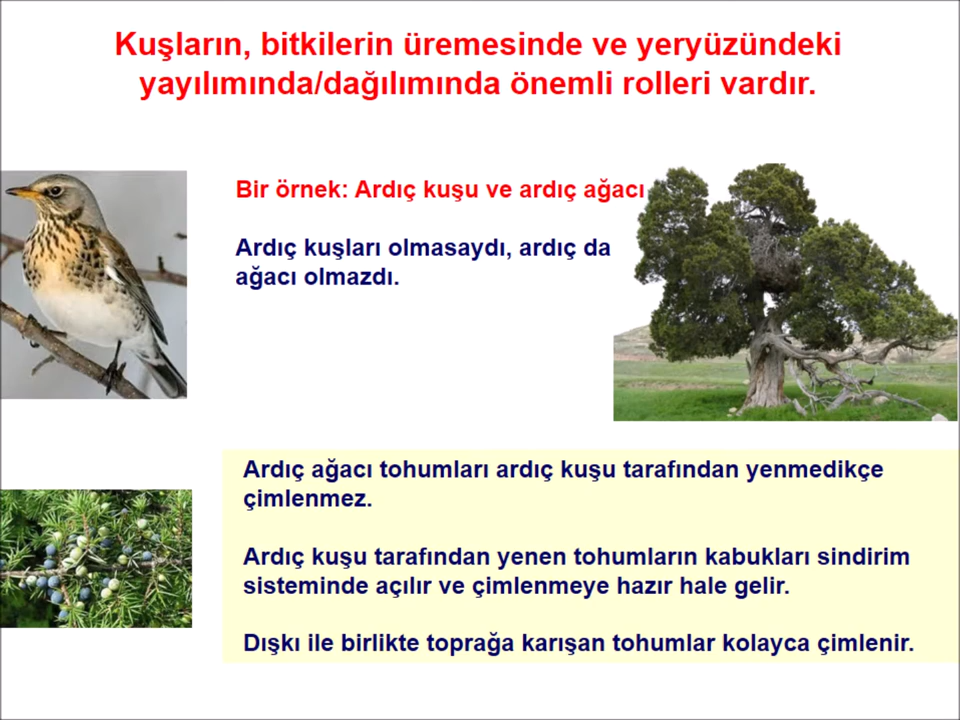 Kuşların, bitkilerin üremesinde ve yeryüzündeki
yayılımında/dağılımında önemli rolleri vardır.
Bir örnek: Ardıç kuşu ve ardıç ağacı
Ardıç kuşları olmasaydı, ardıç da
ağacı olmazdı.
Ardıç ağacı tohumları ardıç kuşu tarafından yenmedikçe
çimlenmez.
Ardıç kuşu tarafından yenen tohumların kabukları sindirim
sisteminde açılır ve çimlenmeye hazır hale gelir.
Dışkı ile birlikte toprağa karışan tohumlar kolayca çimlenir.